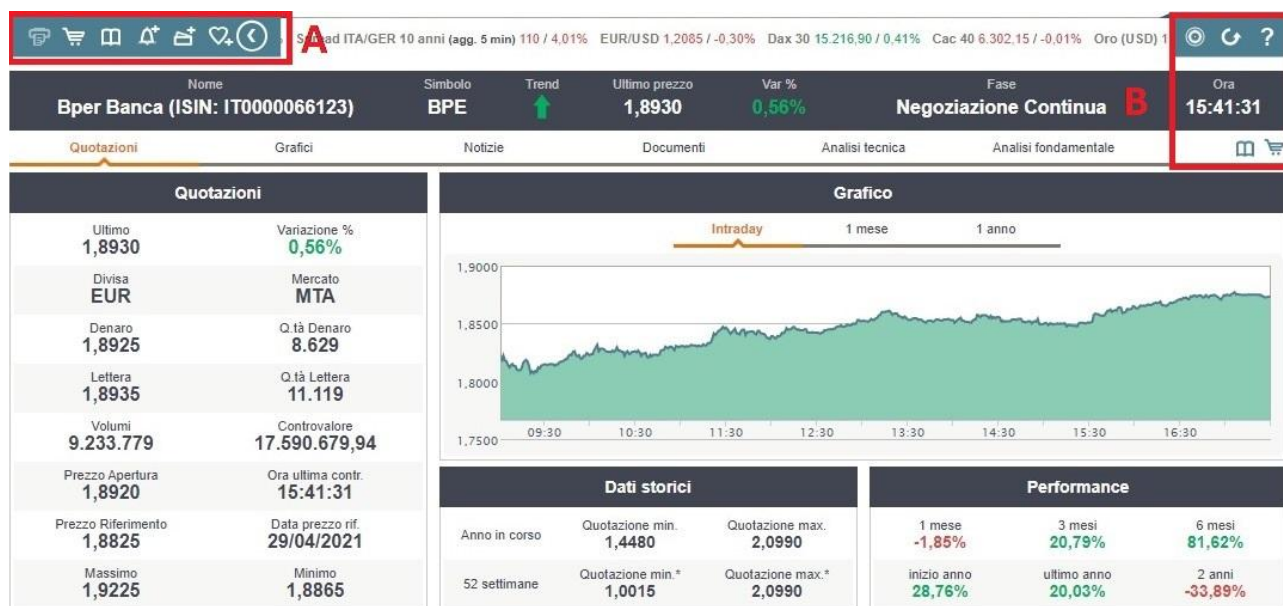 A
Spread ITA/GER 10 anni (agg. 5 min) 110 / 4,01% EUR/USD 1,2085 / -0,30% Dax 30 15.216,90 / 0,41% Cac 40 6.302,15 / -0,01% Oro (USD) 1
?
Nome Simbolo Trend Ultimo prezzo Var % Fase Ora
Bper Banca (ISIN: IT0000066123) BPE 1,8930 0,56% Negoziazione Continua B 15:41:31
Quotazioni Grafici Notizie Documenti Analisi tecnica Analisi fondamentale
Quotazioni
Ultimo Variazione %
1,8930 0,56%
Divisa Mercato
EUR MTA
Denaro Q.tà Denaro
1,8925 8.629
Lettera Q.tà Lettera
1,8935 11.119
Volumi Controvalore
9.233.779 17.590.679,94
Prezzo Apertura Ora ultima contr.
1,8920 15:41:31
Prezzo Riferimento Data prezzo rif.
1,8825 29/04/2021
Massimo Minimo
1,9225 1,8865
Grafico
Intraday 1 mese 1 anno
1,9000
1,8500
1,8000
1,7500
09:30 10:30 11:30 12:30 13:30 14:30 15:30 16:30
Dati storici
Anno in corso Quotazione min. Quotazione max.
1,4480 2,0990
52 settimane Quotazione min.* Quotazione max.*
1,0015 2,0990
Performance
1 mese 3 mesi 6 mesi
-1,85% 20,79% 81,62%
inizio anno ultimo anno 2 anni
28,76% 20,03% -33,89%